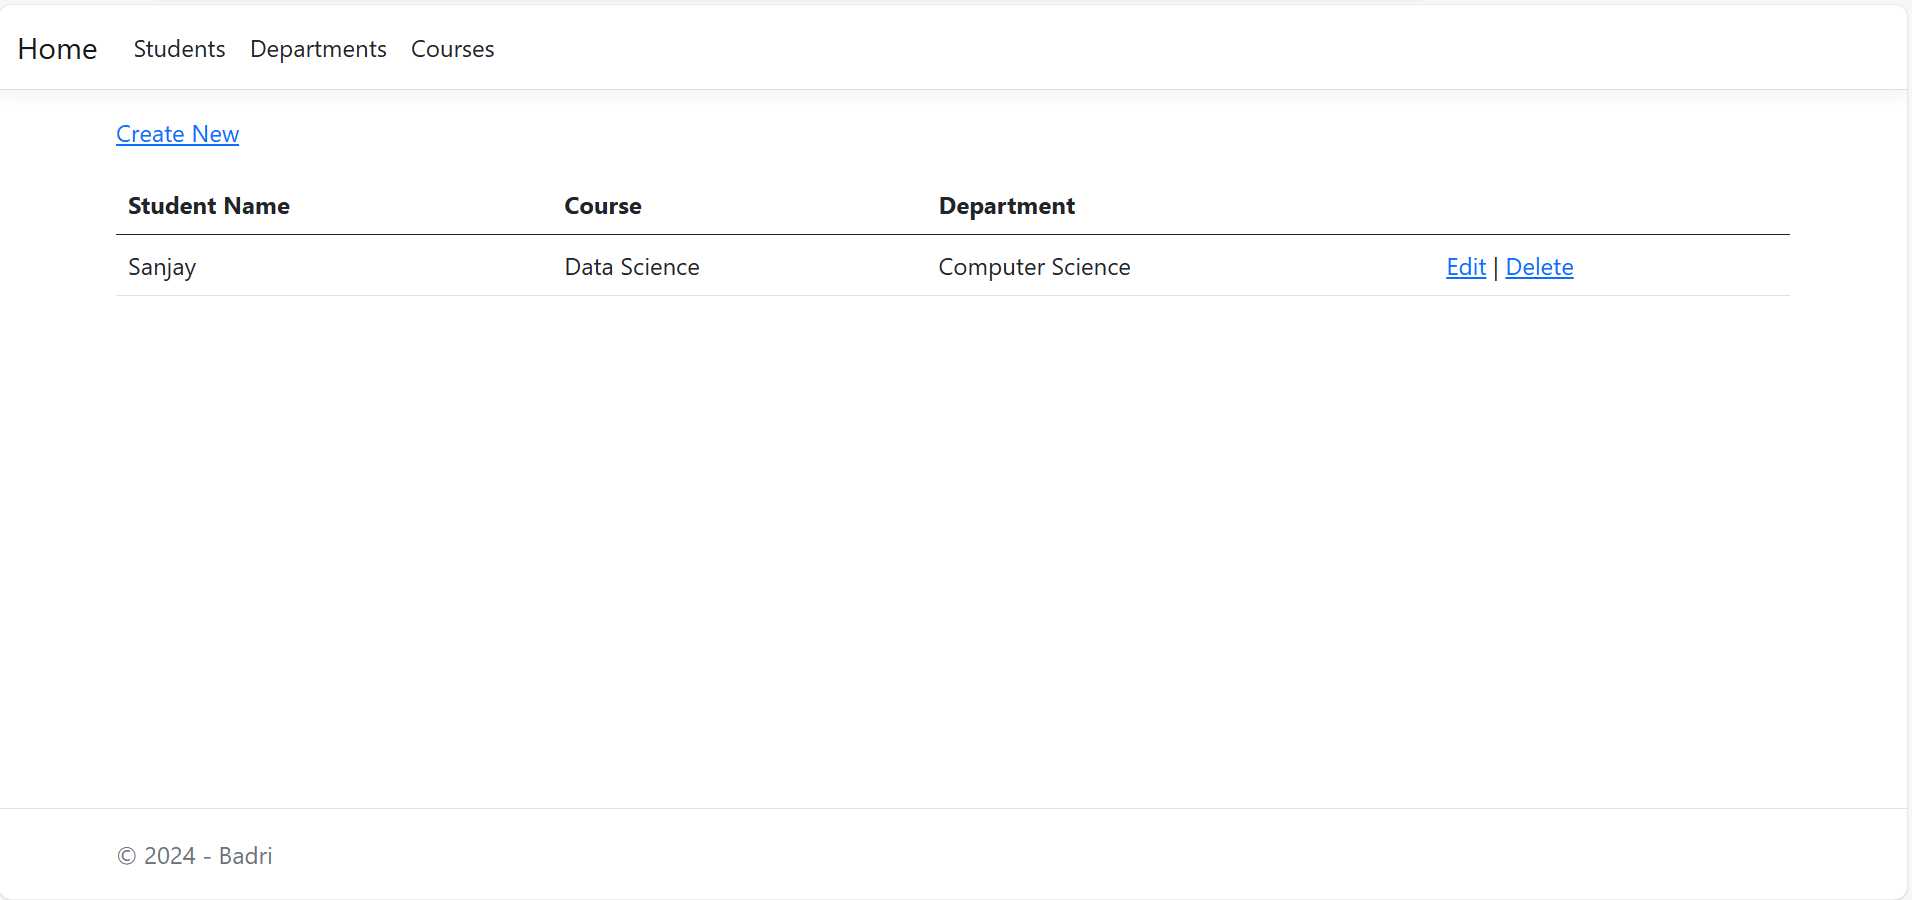 Home Students Departments Courses
Create New
Student Name Course Department
Sanjay Data Science Computer Science Edit | Delete
© 2024 - Badri